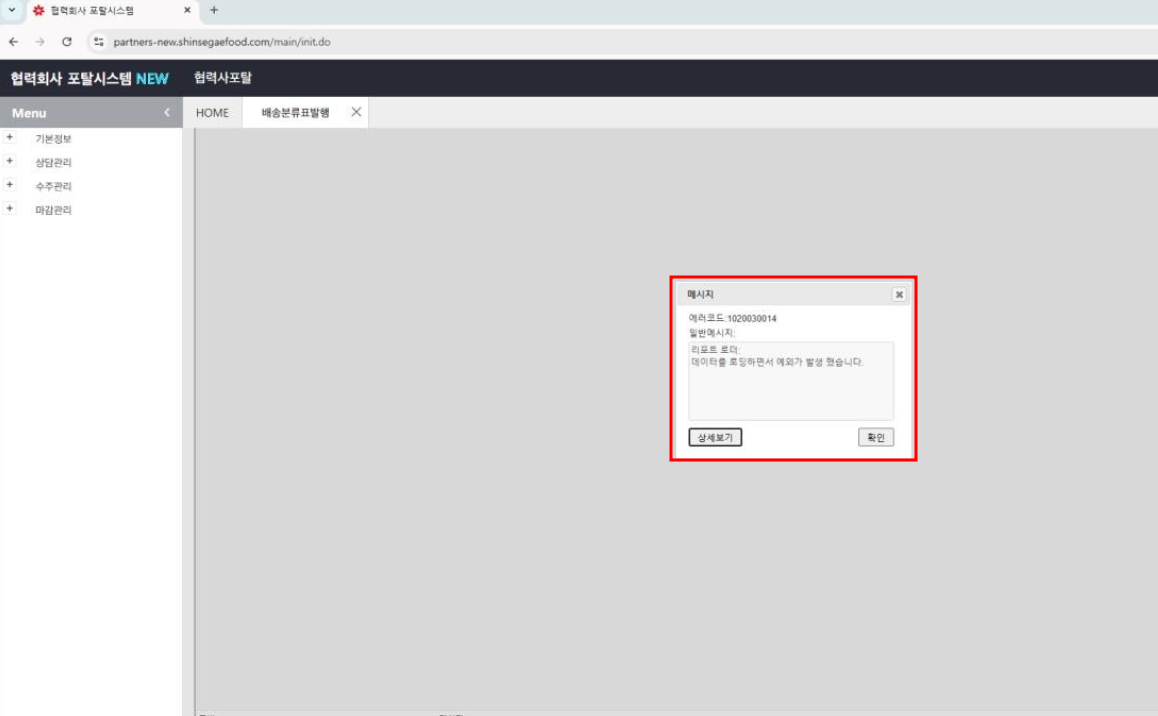 협력회사 포탈시스템
partners-new.shinsegaefood.com/main/init.do
협력회사 포탈시스템 NEW 협력사포탈
Menu HOME 배송분류표발행
기본정보
상담관리
수주관리
마감관리
메시지
에러코드:1020030014
일반메시지:
리포트 로더:
데이타를 로딩하면서 예외가 발생 했습니다.
상세보기 확인